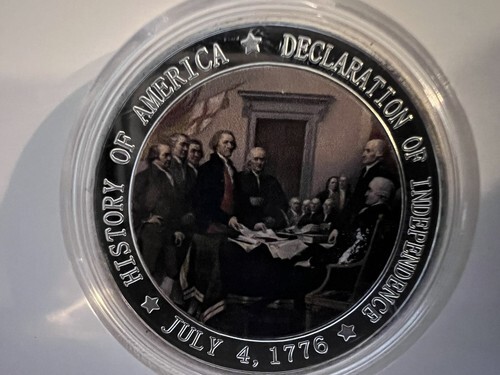 HISTORY OF AMERICA
DECLARATION OF INDEPENDENCE
JULY 4, 1776